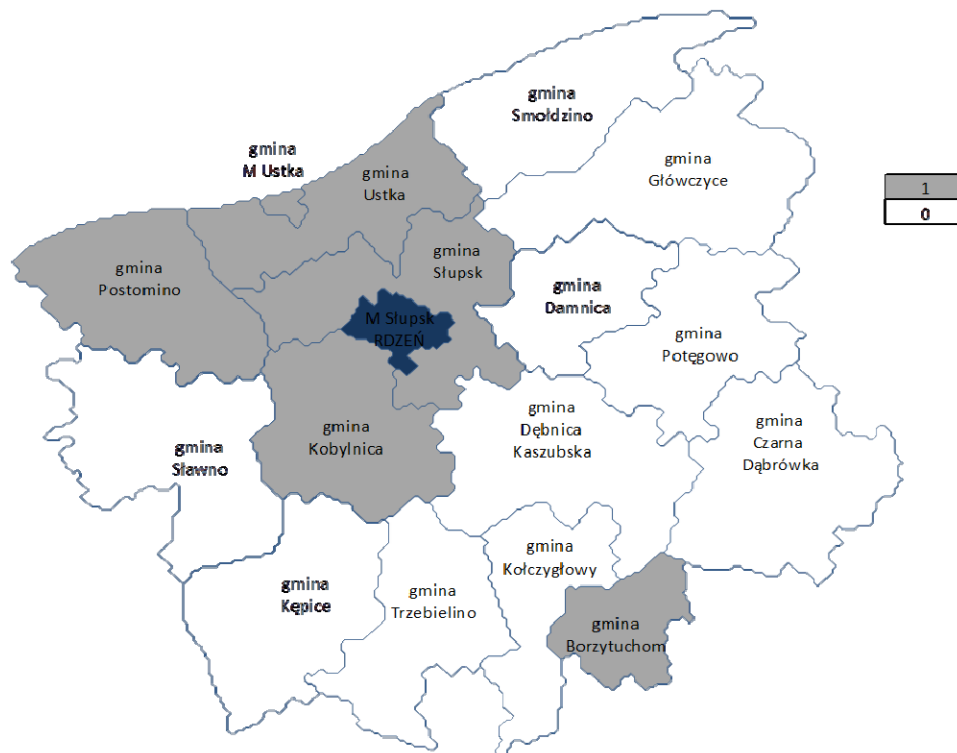 gmina
Smołdzino
gmina
M Ustka
gmina
Ustka
gmina
Główczyce
1
0
gmina
Słupsk
gmina
Postomino
gmina
Damnica
M Słupsk
RDZEŃ
gmina
Potęgowo
gmina
Dębnica
Kaszubska
gmina
Czarna
Dąbrówka
gmina
Kobylnica
gmina
Sławno
gmina
Kołczygłowy
gmina
Kępice
gmina
Trzebielino
gmina
Borzytuchom